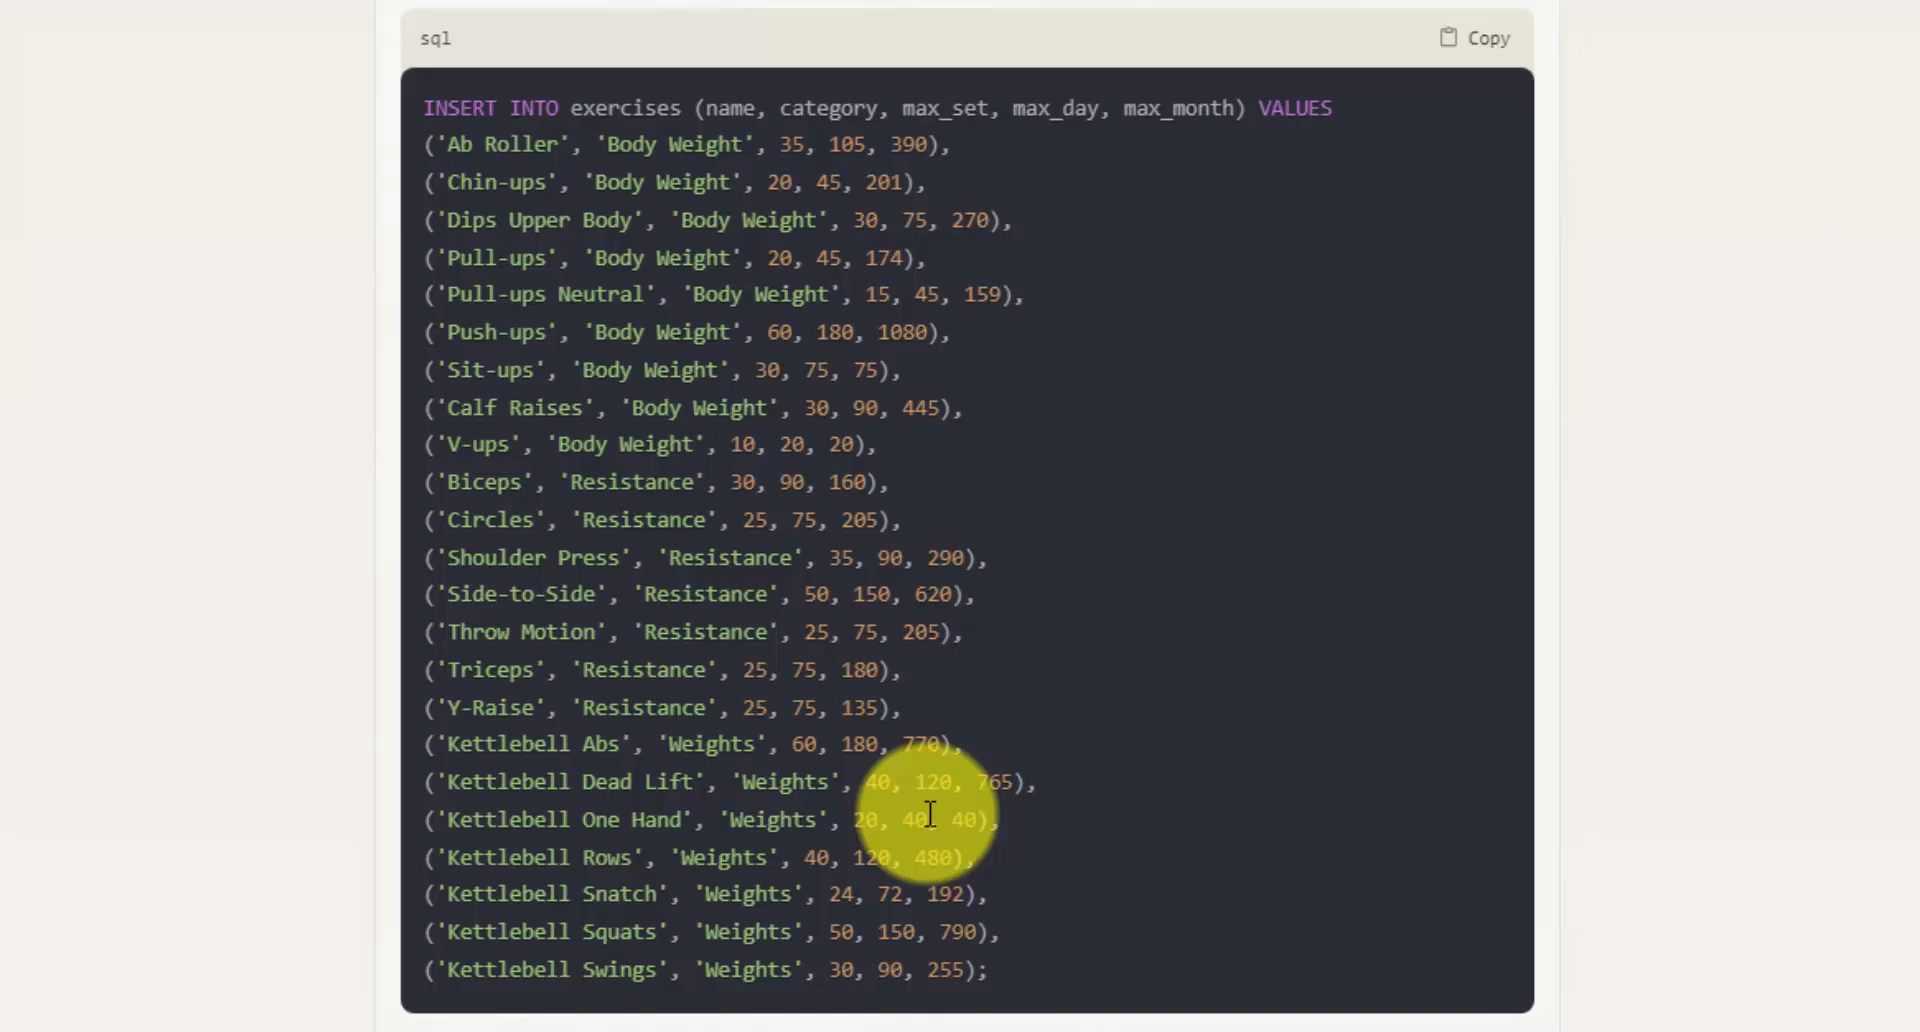 sql
Copy
INSERT INTO exercises (name, category, max_set, max_day, max_month) VALUES
('Ab Roller', 'Body Weight', 35, 105, 390),
('Chin-ups', 'Body Weight', 20, 45, 201),
('Dips Upper Body', 'Body Weight', 30, 75, 270),
('Pull-ups', 'Body Weight', 20, 45, 174),
('Pull-ups Neutral', 'Body Weight', 15, 45, 159),
('Push-ups', 'Body Weight', 60, 180, 1080),
('Sit-ups', 'Body Weight', 30, 75, 75),
('Calf Raises', 'Body Weight', 30, 90, 445),
('V-ups', 'Body Weight', 10, 20, 20),
('Biceps', 'Resistance', 30, 90, 160),
('Circles', 'Resistance', 25, 75, 205),
('Shoulder Press', 'Resistance', 35, 90, 290),
('Side-to-Side', 'Resistance', 50, 150, 620),
('Throw Motion', 'Resistance', 25, 75, 205),
('Triceps', 'Resistance', 25, 75, 180),
('Y-Raise', 'Resistance', 25, 75, 135),
('Kettlebell Abs', 'Weights', 60, 180, 770),
('Kettlebell Dead Lift', 'Weights', 40, 120, 765),
('Kettlebell One Hand', 'Weights', 20, 40, 40),
('Kettlebell Rows', 'Weights', 40, 120, 480),
('Kettlebell Snatch', 'Weights', 24, 72, 192),
('Kettlebell Squats', 'Weights', 50, 150, 790),
('Kettlebell Swings', 'Weights', 30, 90, 255);